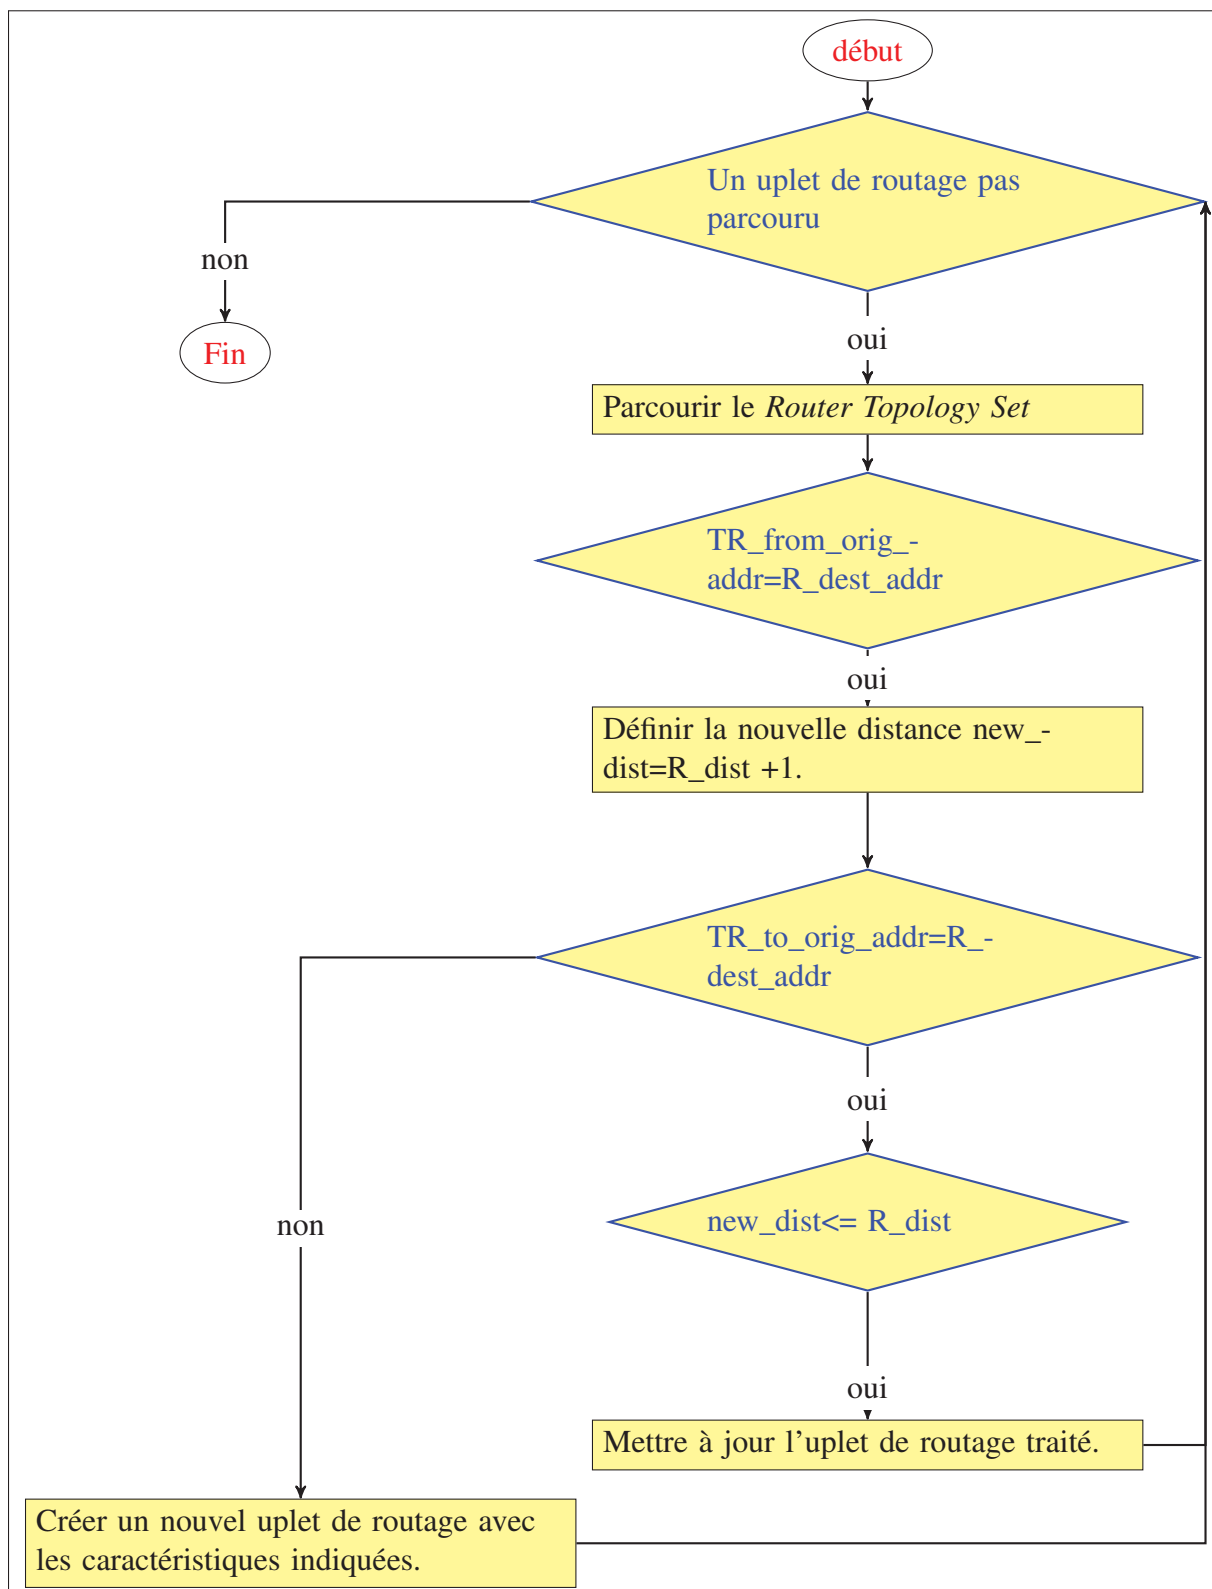 début
Un uplet de routage pas
parcouru
non
Fin
oui
Parcourir le Router Topology Set
TR_from_orig_-
addr=R_dest_addr
oui
Définir la nouvelle distance new_-
dist=R_dist +1.
TR_to_orig_addr=R_-
dest_addr
oui
non
new_dist<= R_dist
oui
Mettre à jour l'uplet de routage traité.
Créer un nouvel uplet de routage avec
les caractéristiques indiquées.